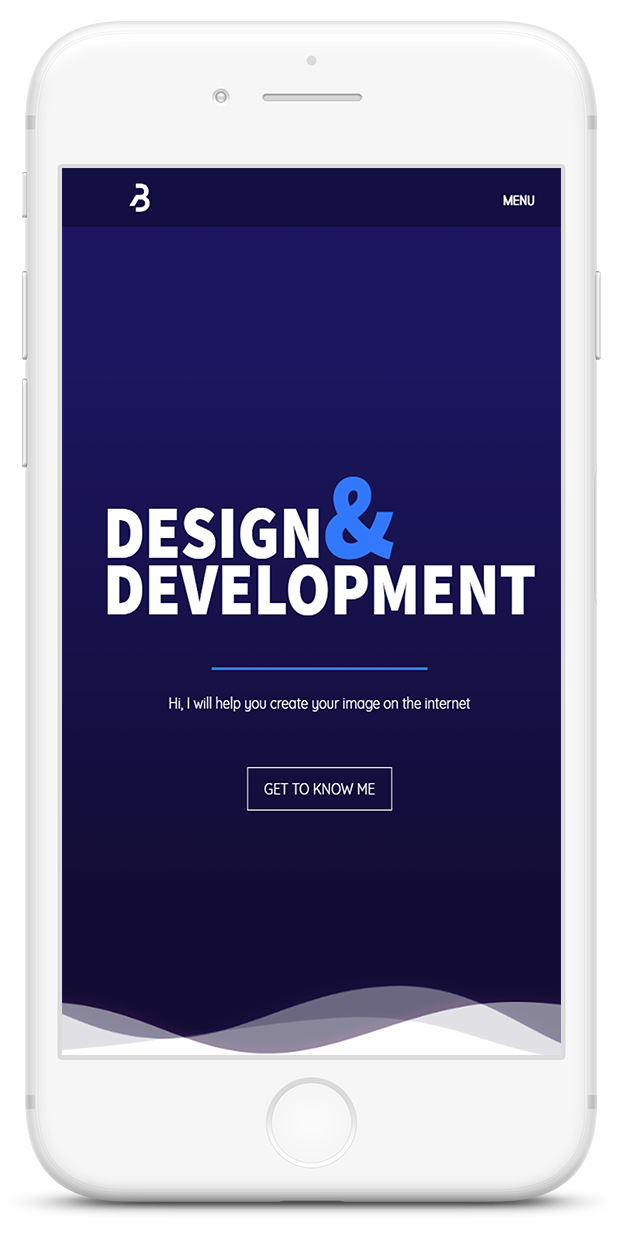 B
MENU
DESIGN &
DEVELOPMENT
Hi, I will help you create your image on the internet
GET TO KNOW ME